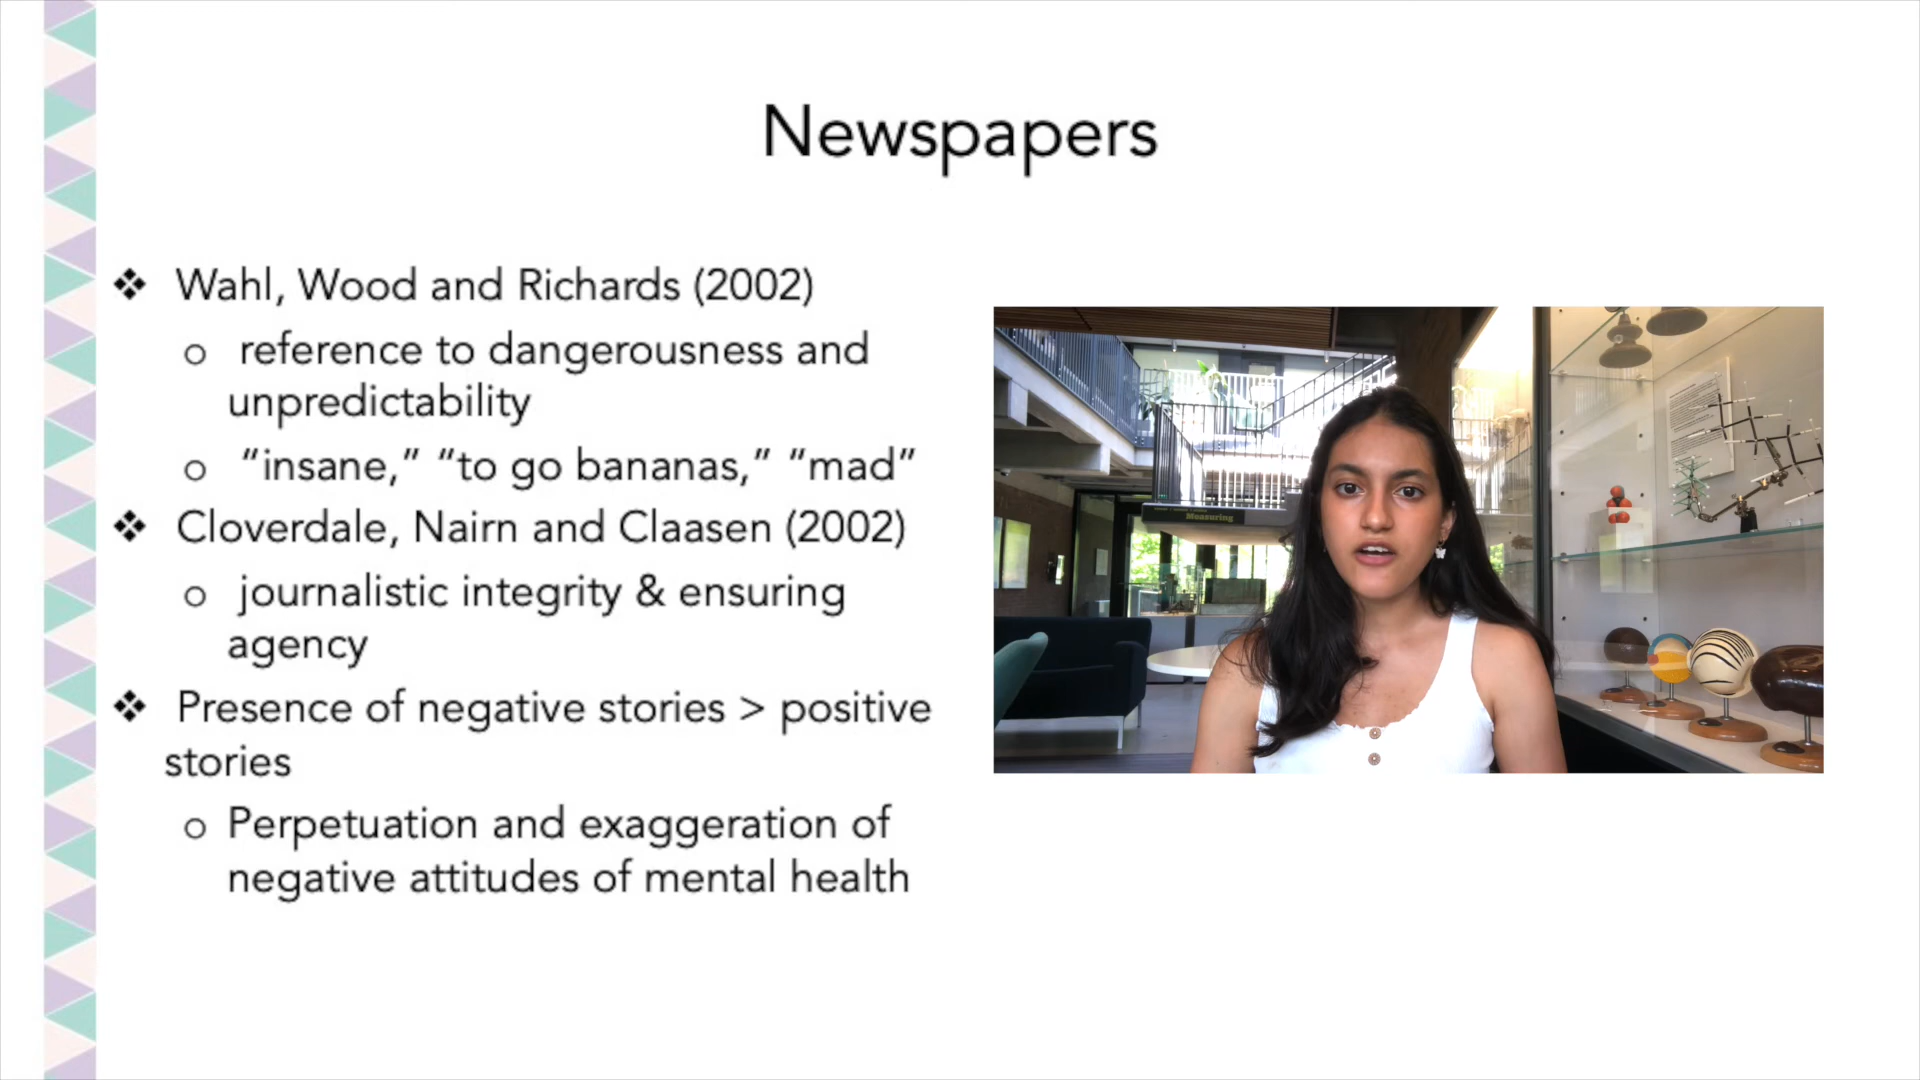 Newspapers
❖ Wahl, Wood and Richards (2002)
o reference to dangerousness and
unpredictability
o “insane,” “to go bananas,” “mad”
❖ Cloverdale, Nairn and Claasen (2002)
o journalistic integrity & ensuring
agency
❖ Presence of negative stories > positive
stories
o Perpetuation and exaggeration of
negative attitudes of mental health
Measuring